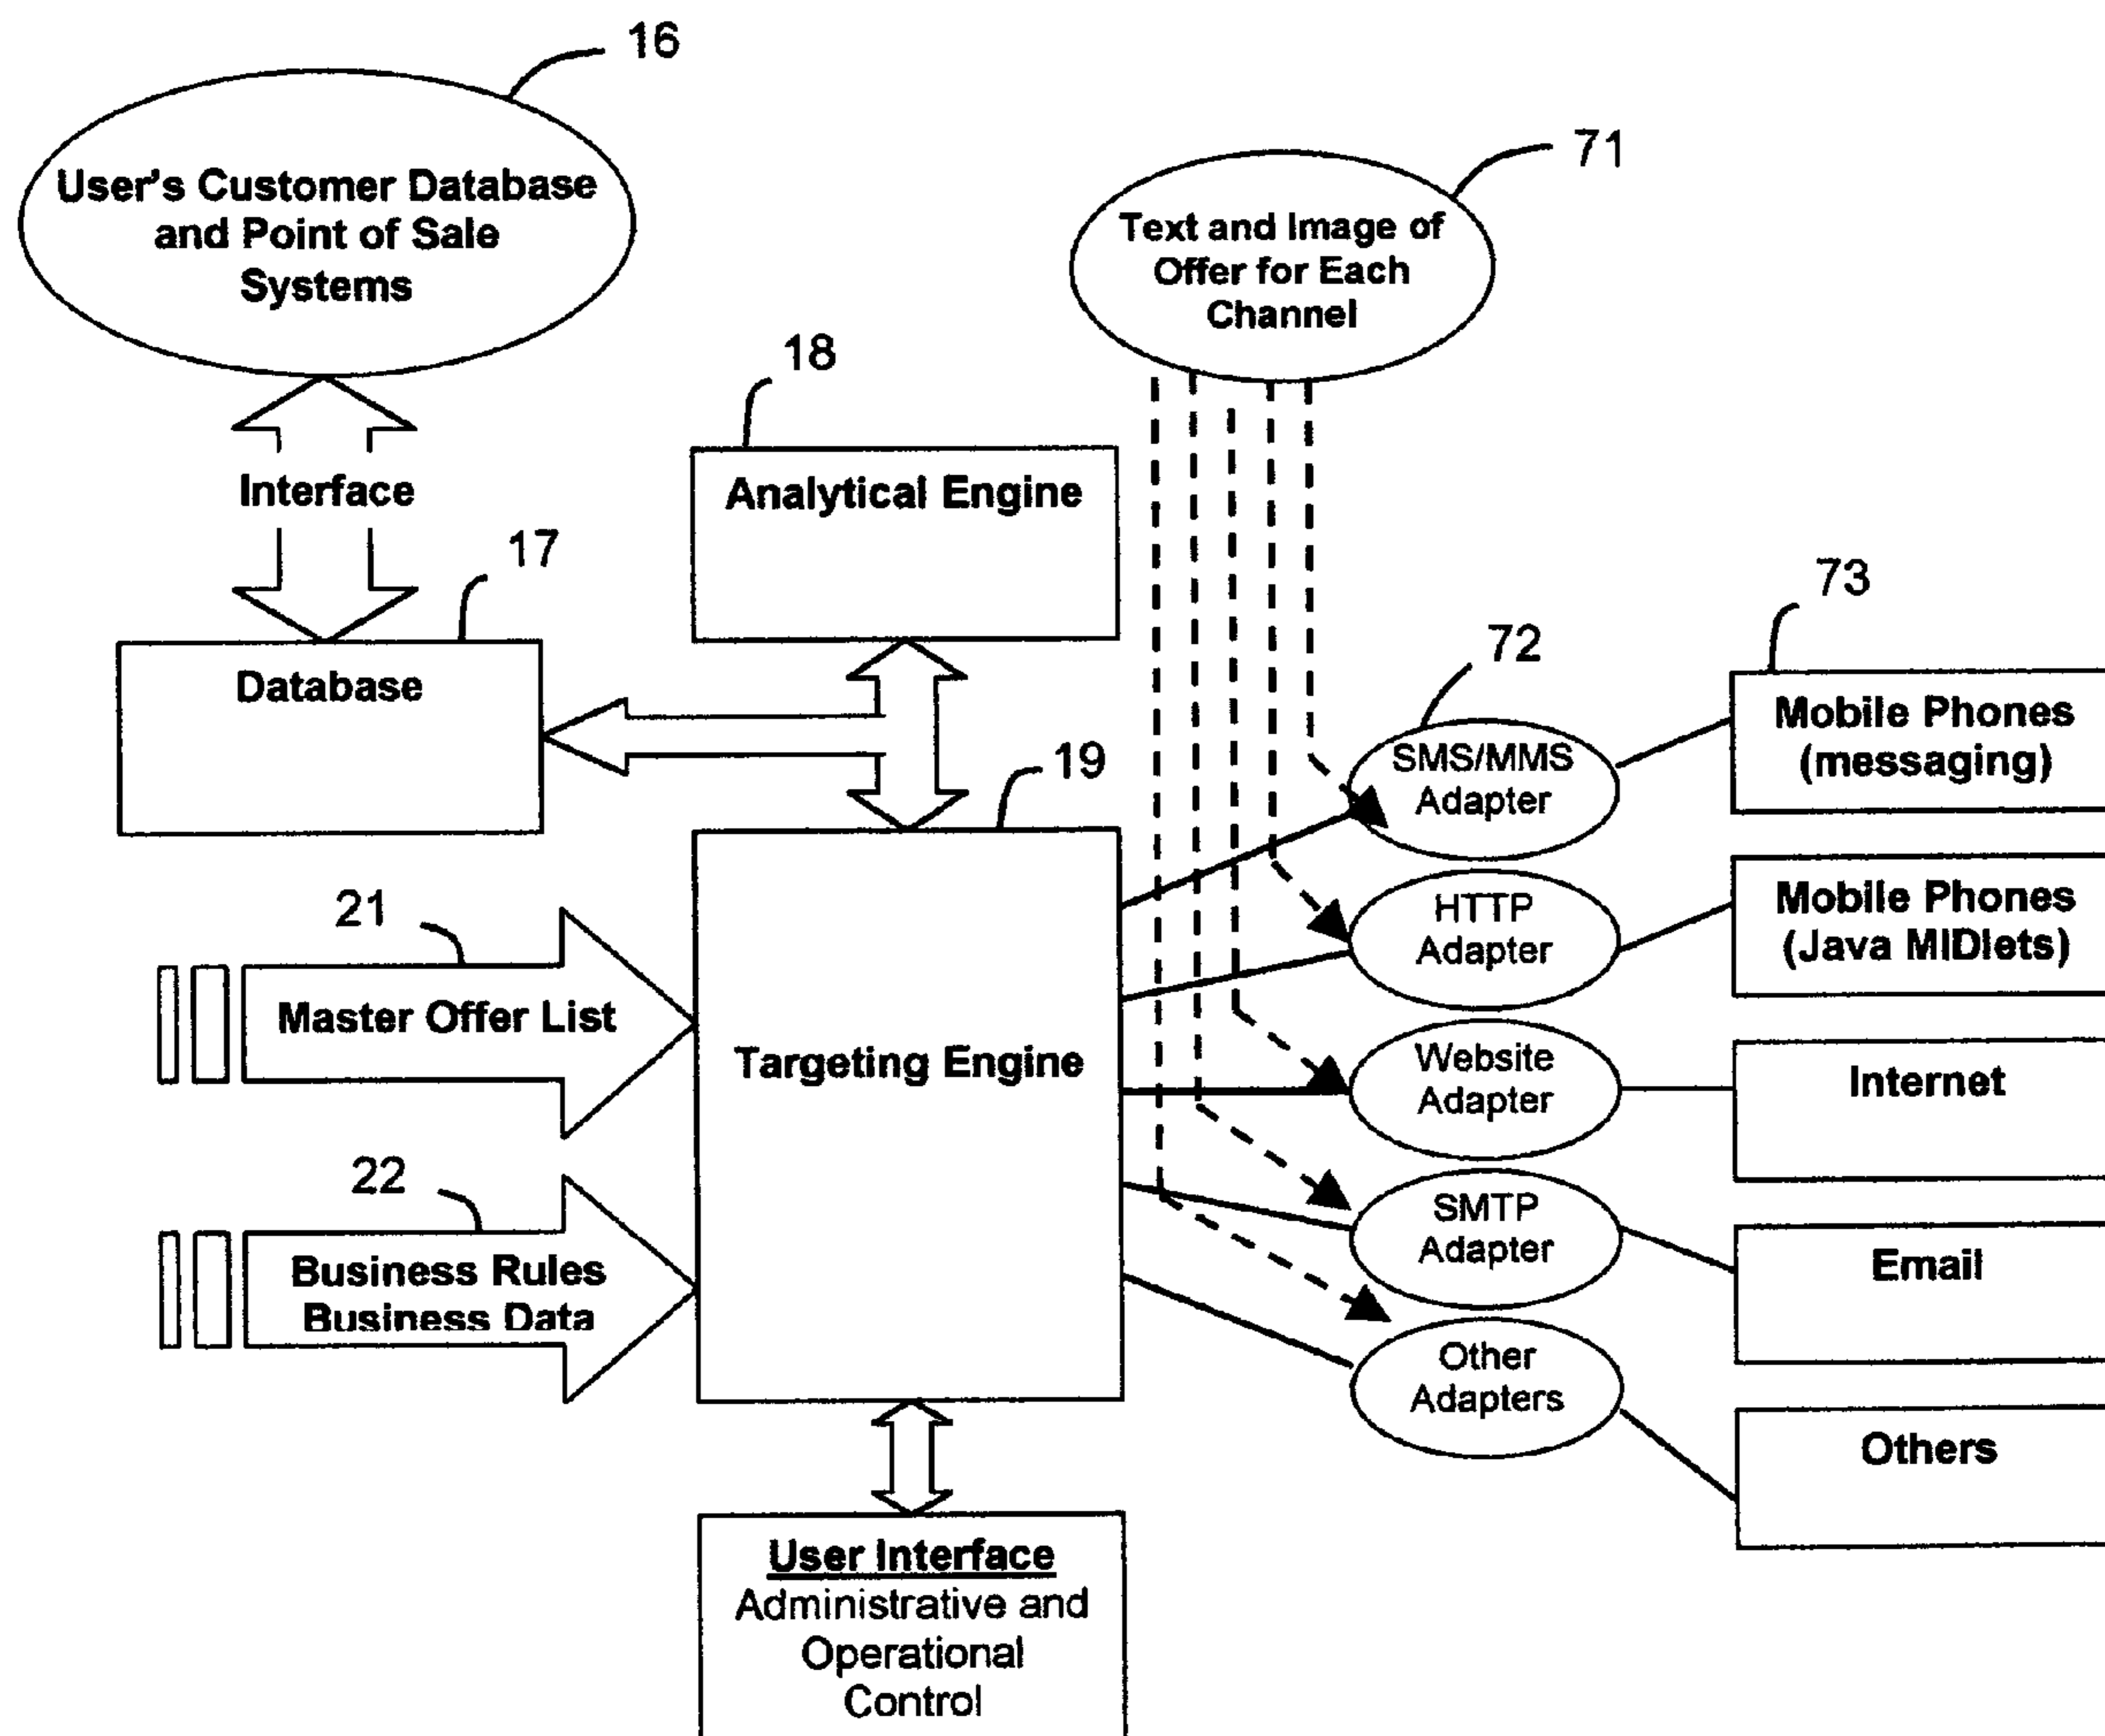 16
User's Customer Database
and Point of Sale
Systems
71
Text and Image of
Offer for Each
Channel
18
Analytical Engine
Interface
17
Database
73
Mobile Phones
(messaging)
72
SMS/MMS
Adapter
19
Targeting Engine
HTTP
Adapter
Mobile Phones
(Java MIDlets)
21
Master Offer List
Website
Adapter
Internet
22
Business Rules
Business Data
SMTP
Adapter
Email
Other
Adapters
Others
User Interface
Administrative and
Operational
Control